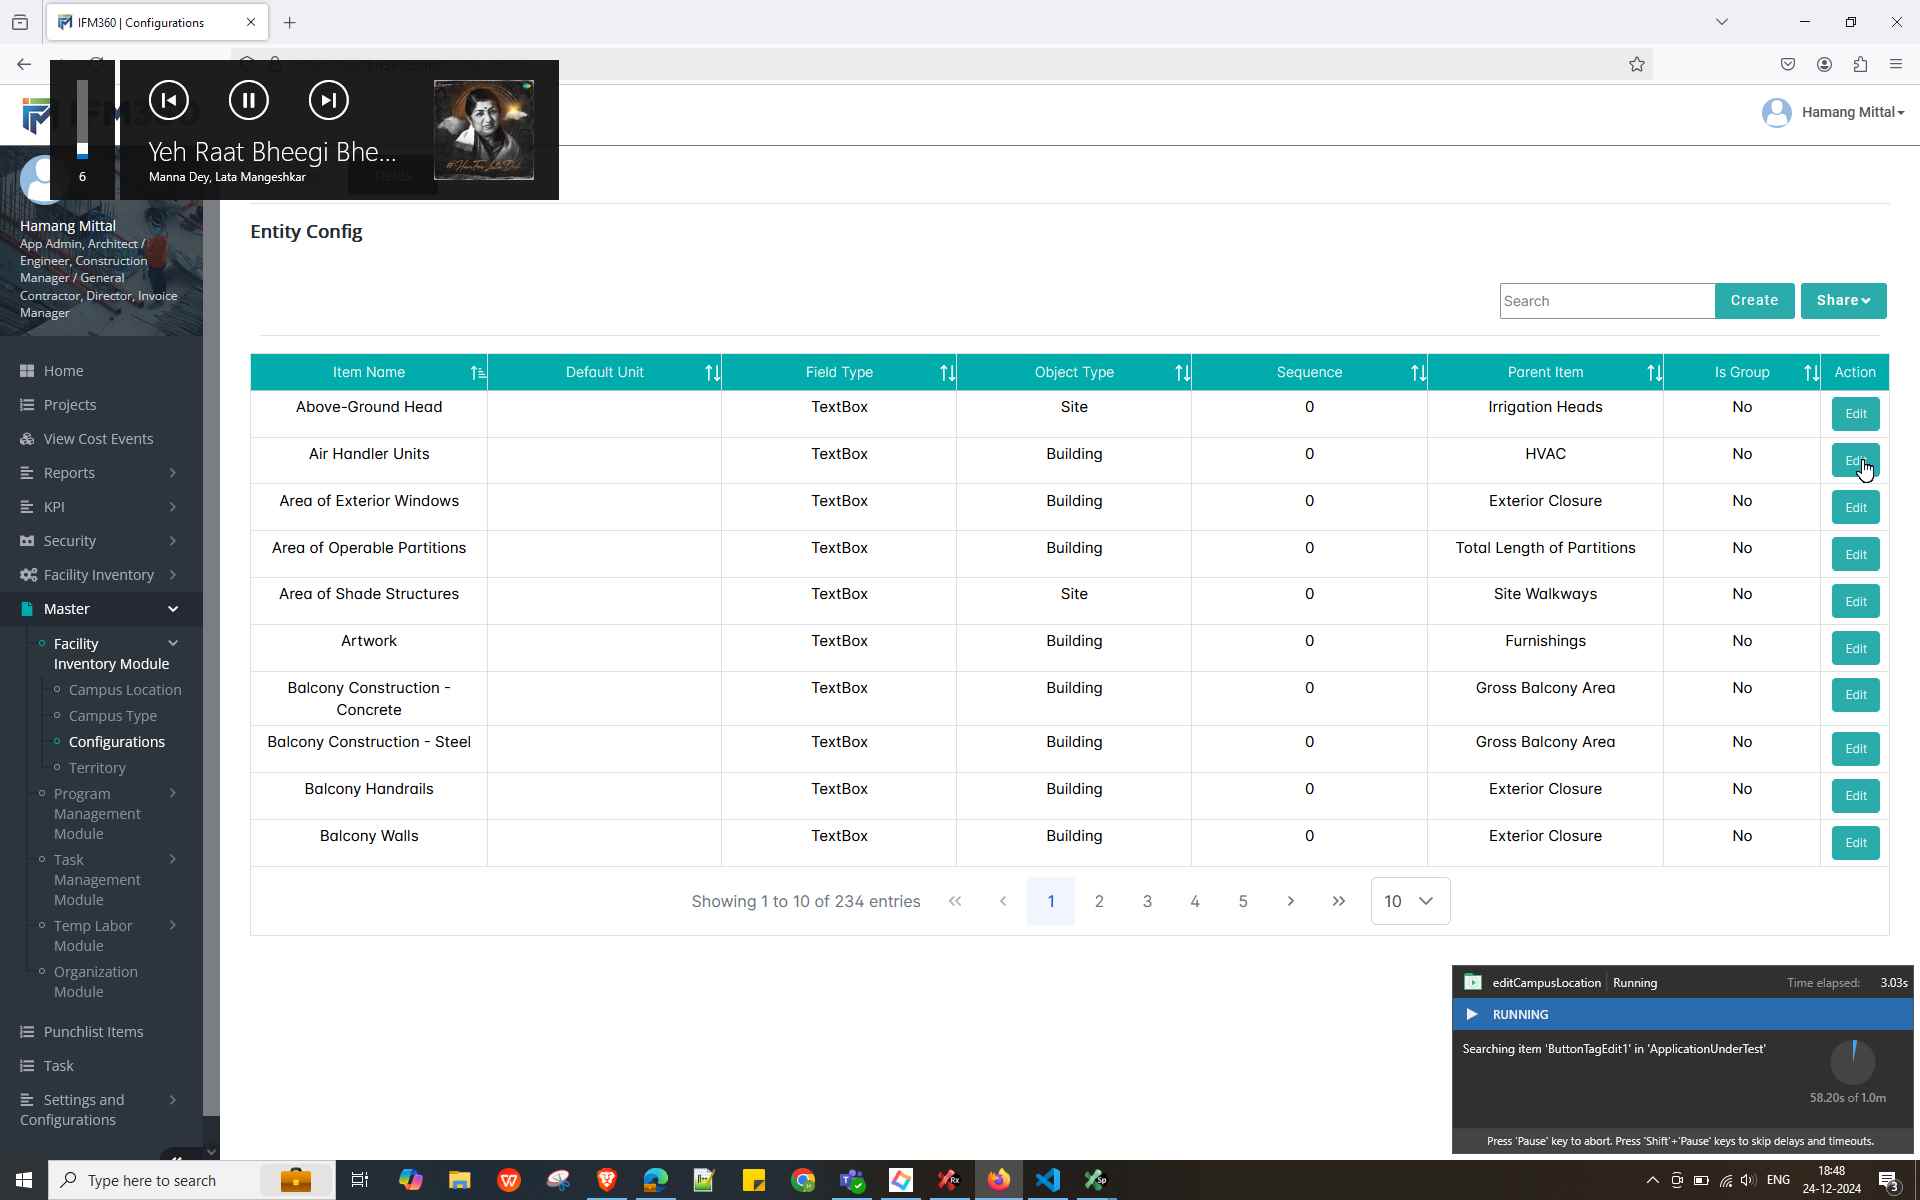 IFM360 | Configurations
Yeh Raat Bheegi Bhe...
Manna Dey, Lata Mangeshkar
6
Hamang Mittal
Hamang Mittal
App Admin, Architect /
Engineer, Construction
Manager / General
Contractor, Director, Invoice
Manager
Home
Projects
View Cost Events
Reports
KPI
Security
Facility Inventory
Master
Facility
Inventory Module
Campus Location
Campus Type
Configurations
Territory
Program
Management
Module
Task
Management
Module
Temp Labor
Module
Organization
Module
Punchlist Items
Task
Settings and
Configurations
Entity Config
Search Create Share
Item Name Default Unit Field Type Object Type Sequence Parent Item Is Group Action
Above-Ground Head TextBox Site 0 Irrigation Heads No Edit
Air Handler Units TextBox Building 0 HVAC No Edit
Area of Exterior Windows TextBox Building 0 Exterior Closure No Edit
Area of Operable Partitions TextBox Building 0 Total Length of Partitions No Edit
Area of Shade Structures TextBox Site 0 Site Walkways No Edit
Artwork TextBox Building 0 Furnishings No Edit
Balcony Construction - TextBox Building 0 Gross Balcony Area No Edit
Concrete
Balcony Construction - Steel TextBox Building 0 Gross Balcony Area No Edit
Balcony Handrails TextBox Building 0 Exterior Closure No Edit
Balcony Walls TextBox Building 0 Exterior Closure No Edit
Showing 1 to 10 of 234 entries << < 1 2 3 4 5 > >> 10
editCampusLocation Running Time elapsed: 3.03s
RUNNING
Searching item 'ButtonTagEdit1' in 'ApplicationUnderTest'
58.20s of 1.0m
Press 'Pause' key to abort. Press 'Shift'+'Pause' keys to skip delays and timeouts.
Type here to search
ENG
18:48
24-12-2024
3